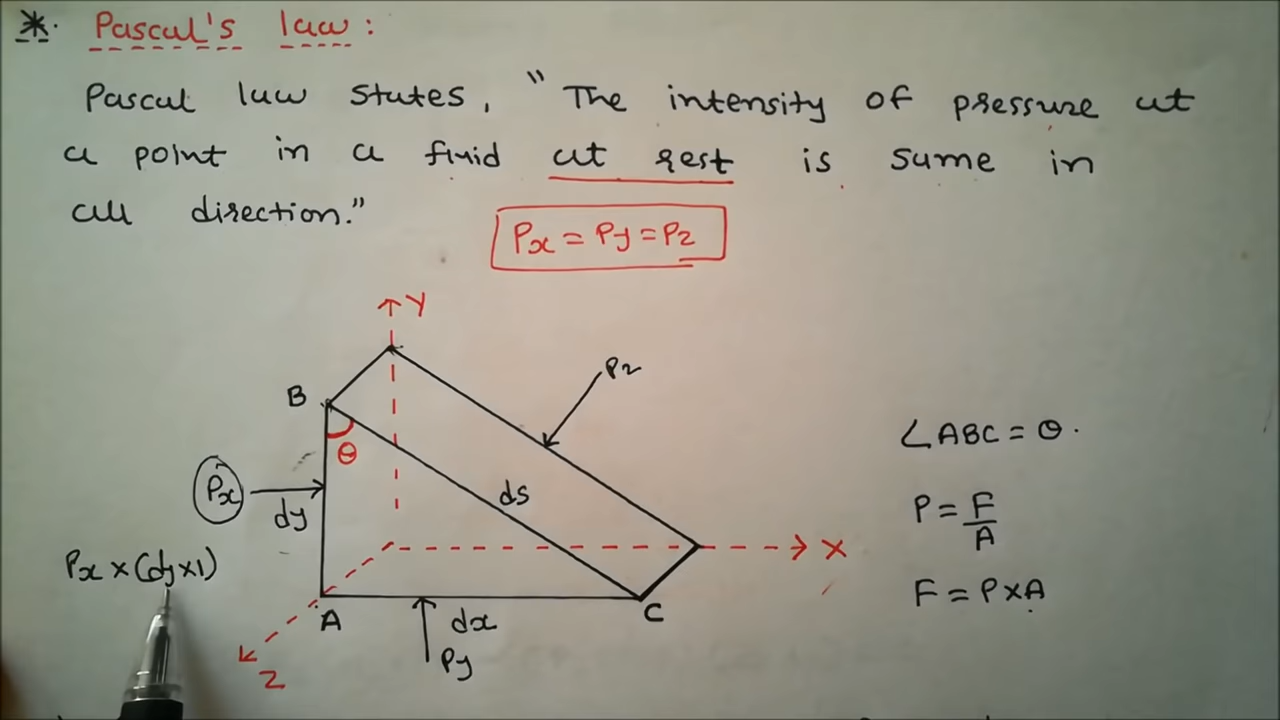 *. Pascal's law:
Pascal law states, "The intensity of pressure at
a point in a fluid at rest is same in
all direction."
Px = Py = Pz
Y
Pz
B
θ
∠ABC = θ.
Px
dy
ds
P = F/A
X
Px × (dy×1)
F = P×A
A
dx
C
Py
Z